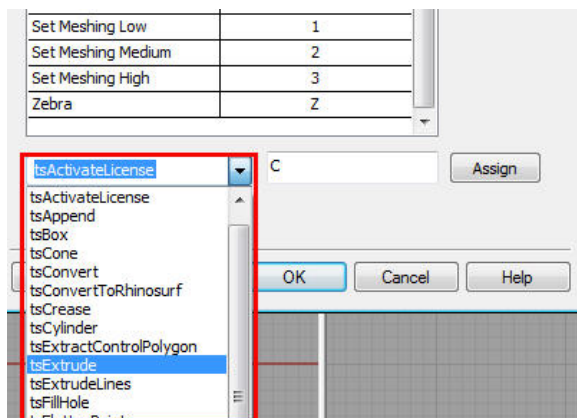 Set Meshing Low 1
Set Meshing Medium 2
Set Meshing High 3
Zebra Z
tsActivateLicense C Assign
tsActivateLicense
tsAppend
tsBox
tsCone
tsConvert OK Cancel Help
tsConvertToRhinosurf
tsCrease
tsCylinder
tsExtractControlPolygon
tsExtrude
tsExtrudeLines
tsFillHole